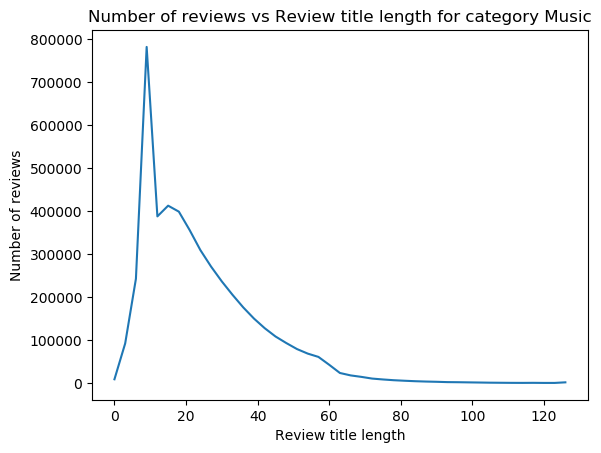 Number of reviews vs Review title length for category Music
800000
700000
600000
500000
400000
300000
200000
100000
0
Number of reviews
0 20 40 60 80 100 120
Review title length